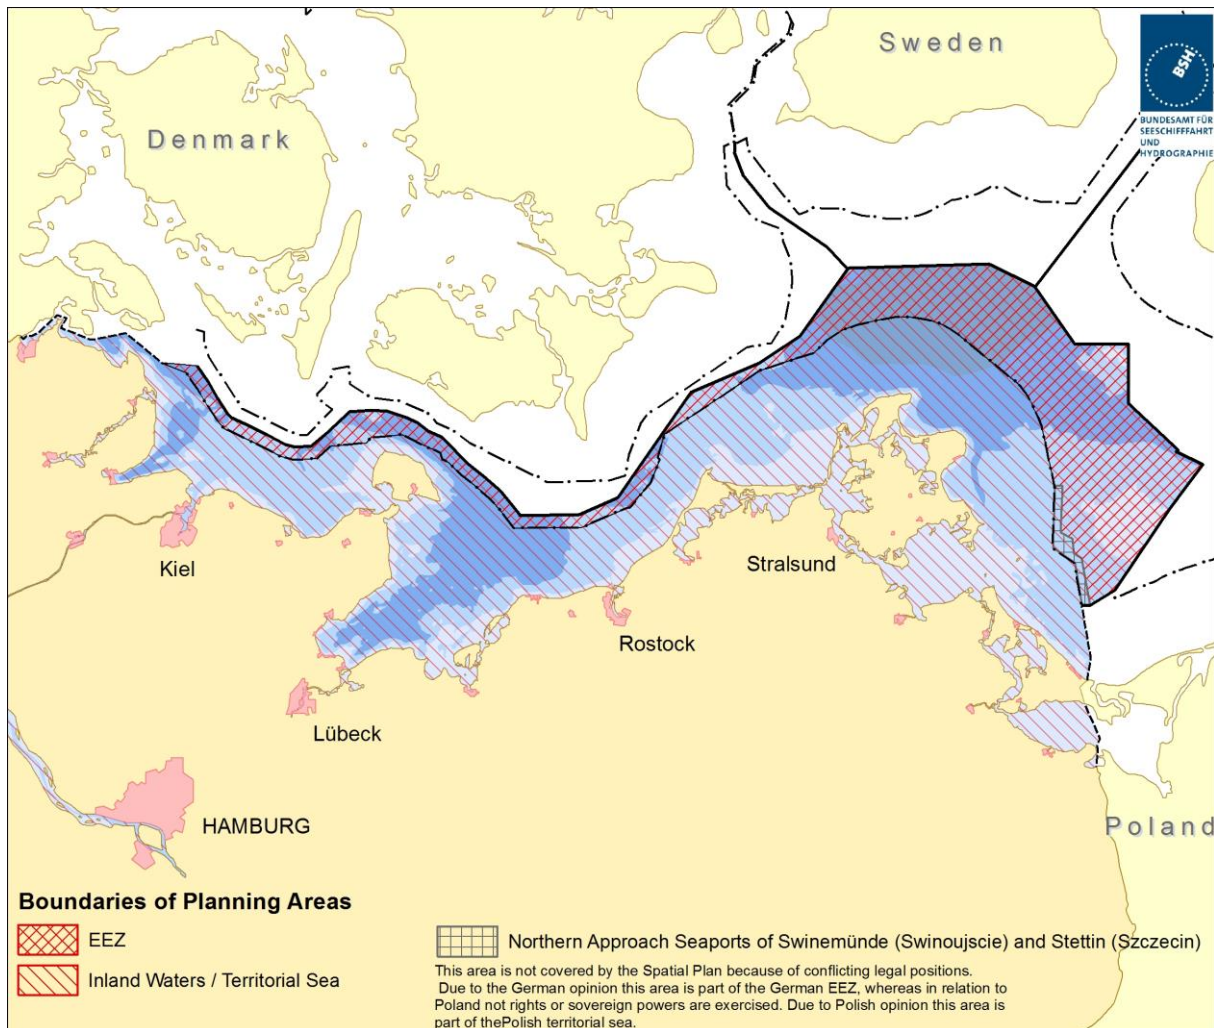 Sweden
BSH
BUNDESAMT FÜR
SEESCHIFFFAHRT
UND
HYDROGRAPHIE
Denmark
Kiel
Stralsund
Rostock
Lübeck
HAMBURG
Poland
Boundaries of Planning Areas
EEZ
Inland Waters / Territorial Sea
Northern Approach Seaports of Swinemünde (Swinoujscie) and Stettin (Szczecin)
This area is not covered by the Spatial Plan because of conflicting legal positions.
Due to the German opinion this area is part of the German EEZ, whereas in relation to
Poland not rights or sovereign powers are exercised. Due to Polish opinion this area is
part of thePolish territorial sea.